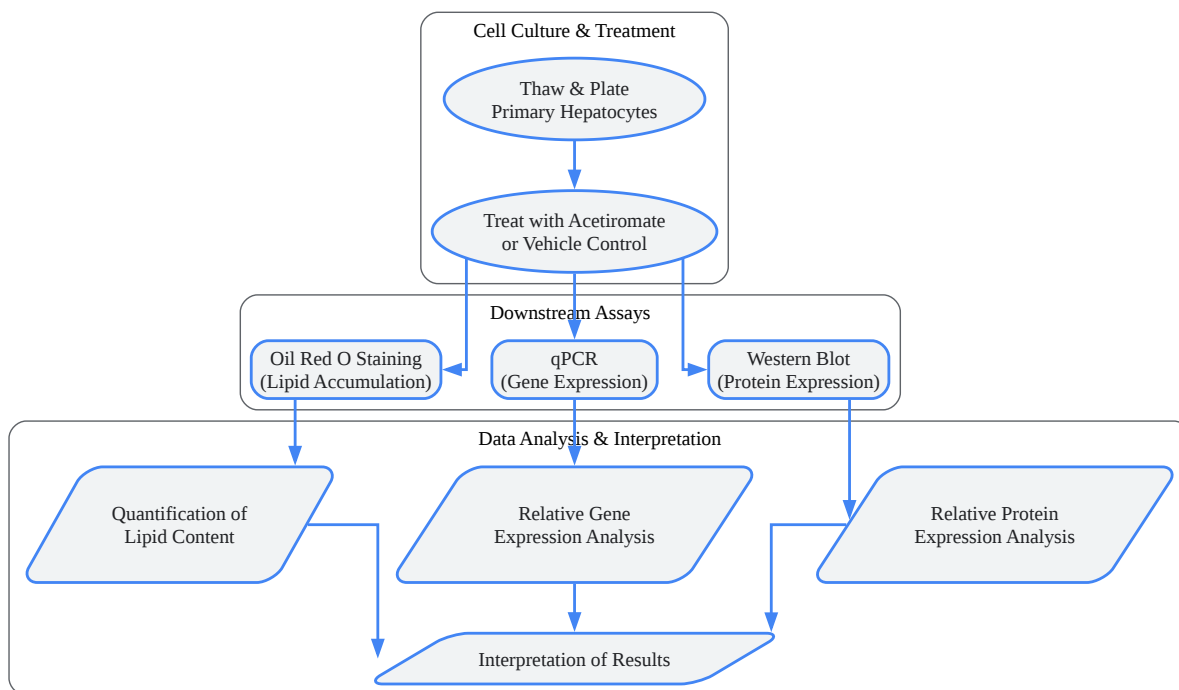 Cell Culture & Treatment
Thaw & Plate
Primary Hepatocytes
Treat with Acetiromate
or Vehicle Control
Downstream Assays
Oil Red O Staining
(Lipid Accumulation)
qPCR
(Gene Expression)
Western Blot
(Protein Expression)
Data Analysis & Interpretation
Quantification of
Lipid Content
Relative Gene
Expression Analysis
Relative Protein
Expression Analysis
Interpretation of Results